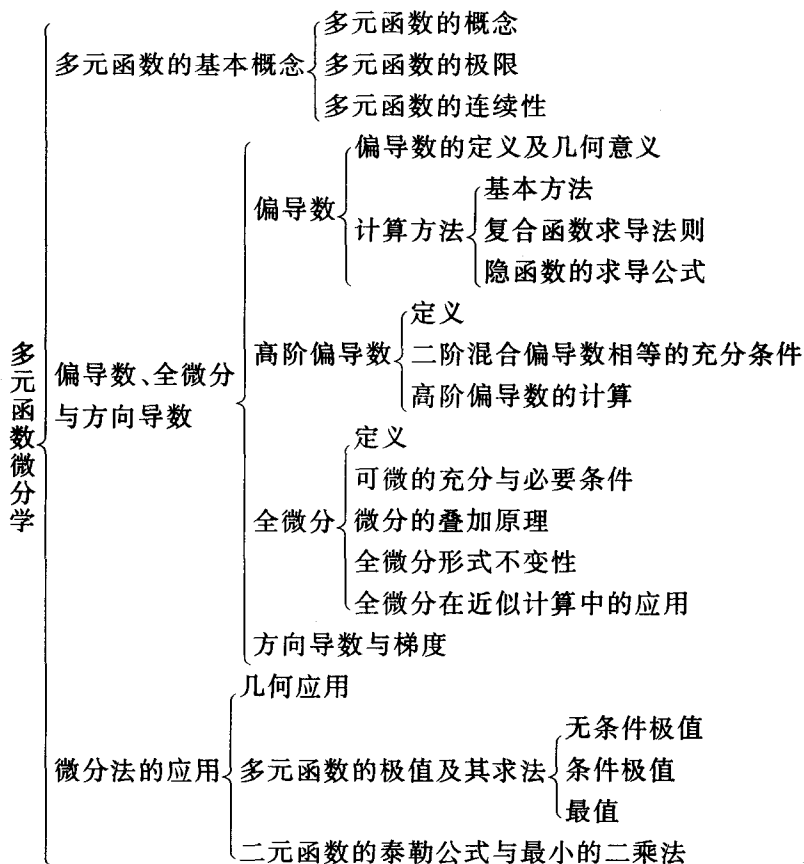 多元函数微分学
多元函数的基本概念
多元函数的概念
多元函数的极限
多元函数的连续性
偏导数、全微分
与方向导数
偏导数
偏导数的定义及几何意义
计算方法
基本方法
复合函数求导法则
隐函数的求导公式
高阶偏导数
定义
二阶混合偏导数相等的充分条件
高阶偏导数的计算
全微分
定义
可微的充分与必要条件
微分的叠加原理
全微分形式不变性
全微分在近似计算中的应用
方向导数与梯度
微分法的应用
几何应用
多元函数的极值及其求法
无条件极值
条件极值
最值
二元函数的泰勒公式与最小的二乘法